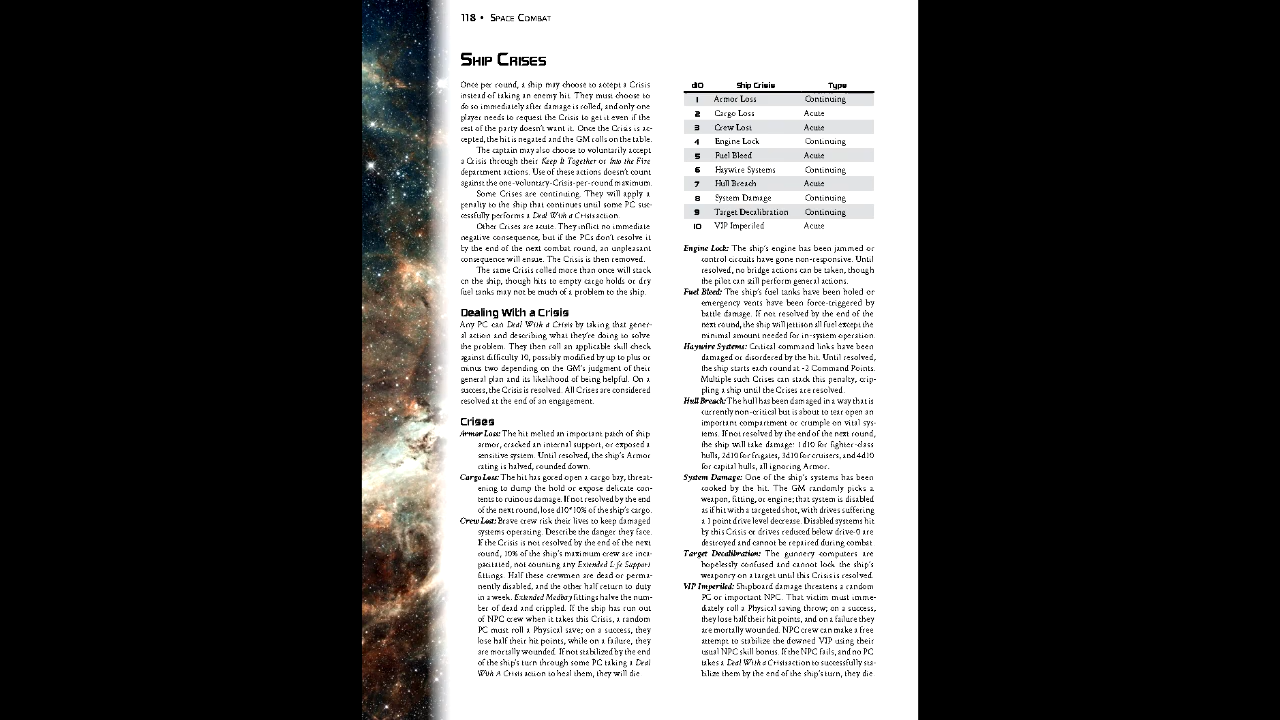 118 • Space Combat
Ship Crises
Once per round, a ship may choose to accept a Crisis
instead of taking an enemy hit. They must choose to
do so immediately after damage is rolled, and only one
player needs to request the Crisis to get it even if the
rest of the party doesn't want it. Once the Crisis is ac-
cepted, the hit is negated and the GM rolls on the table.
The captain may also choose to voluntarily accept
a Crisis through their Keep It Together or Into the Fire
department actions. Use of these actions doesn't count
against the one-voluntary-Crisis-per-round maximum.
Some Crises are continuing. They will apply a
penalty to the ship that continues until some PC suc-
cessfully performs a Deal With a Crisis action.
Other Crises are acute. They inflict no immediate
negative consequence, but if the PCs don't resolve it
by the end of the next combat round, an unpleasant
consequence will ensue. The Crisis is then removed.
The same Crisis rolled more than once will stack
on the ship, though hits to empty cargo holds or dry
fuel tanks may not be much of a problem to the ship.
Dealing With a Crisis
Any PC can Deal With a Crisis by taking that gener-
al action and describing what they're doing to solve
the problem. They then roll an applicable skill check
against difficulty 10, possibly modified by up to plus or
minus two depending on the GM's judgment of their
general plan and its likelihood of being helpful. On a
success, the Crisis is resolved. All Crises are considered
resolved at the end of an engagement.
Crises
Armor Loss: The hit melted an important patch of ship
armor, cracked an internal support, or exposed a
sensitive system. Until resolved, the ship's Armor
rating is halved, rounded down.
Cargo Loss: The hit has gored open a cargo bay, threat-
ening to dump the hold or expose delicate con-
tents to ruinous damage. If not resolved by the end
of the next round, lose d10*10% of the ship's cargo.
Crew Lost: Brave crew risk their lives to keep damaged
systems operating. Describe the danger they face.
If the Crisis is not resolved by the end of the next
round, 10% of the ship's maximum crew are inca-
pacitated, not counting any Extended Life Support
fittings. Half these crewmen are dead or perma-
nently disabled, and the other half return to duty
in a week. Extended Medbay fittings halve the num-
ber of dead and crippled. If the ship has run out
of NPC crew when it takes this Crisis, a random
PC must roll a Physical save; on a success, they
lose half their hit points, while on a failure, they
are mortally wounded. If not stabilized by the end
of the ship's turn through some PC taking a Deal
With A Crisis action to heal them, they will die
d10 Ship Crisis Type
1 Armor Loss Continuing
2 Cargo Loss Acute
3 Crew Lost Acute
4 Engine Lock Continuing
5 Fuel Bleed Acute
6 Haywire Systems Continuing
7 Hull Breach Acute
8 System Damage Continuing
9 Target Decalibration Continuing
10 VIP Imperiled Acute
Engine Lock: The ship's engine has been jammed or
control circuits have gone non-responsive. Until
resolved, no bridge actions can be taken, though
the pilot can still perform general actions.
Fuel Bleed: The ship's fuel tanks have been holed or
emergency vents have been force-triggered by
battle damage. If not resolved by the end of the
next round, the ship will jettison all fuel except the
minimal amount needed for in-system operation.
Haywire Systems: Critical command links have been
damaged or disordered by the hit. Until resolved,
the ship starts each round at -2 Command Points.
Multiple such Crises can stack this penalty, crip-
pling a ship until the Crises are resolved.
Hull Breach: The hull has been damaged in a way that is
currently non-critical but is about to tear open an
important compartment or crumple on vital sys-
tems. If not resolved by the end of the next round,
the ship will take damage: 1d10 for fighter-class
hulls, 2d10 for frigates, 3d10 for cruisers, and 4d10
for capital hulls, all ignoring Armor.
System Damage: One of the ship's systems has been
cooked by the hit. The GM randomly picks a
weapon, fitting, or engine; that system is disabled
as if hit with a targeted shot, with drives suffering
a 1 point drive level decrease. Disabled systems hit
by this Crisis or drives reduced below drive-0 are
destroyed and cannot be repaired during combat.
Target Decalibration: The gunnery computers are
hopelessly confused and cannot lock the ship's
weaponry on a target until this Crisis is resolved.
VIP Imperiled: Shipboard damage threatens a random
PC or important NPC. That victim must imme-
diately roll a Physical saving throw; on a success,
they lose half their hit points, and on a failure they
are mortally wounded. NPC crew can make a free
attempt to stabilize the downed VIP using their
usual NPC skill bonus. If the NPC fails, and no PC
takes a Deal With a Crisis action to successfully sta-
bilize them by the end of the ship's turn, they die